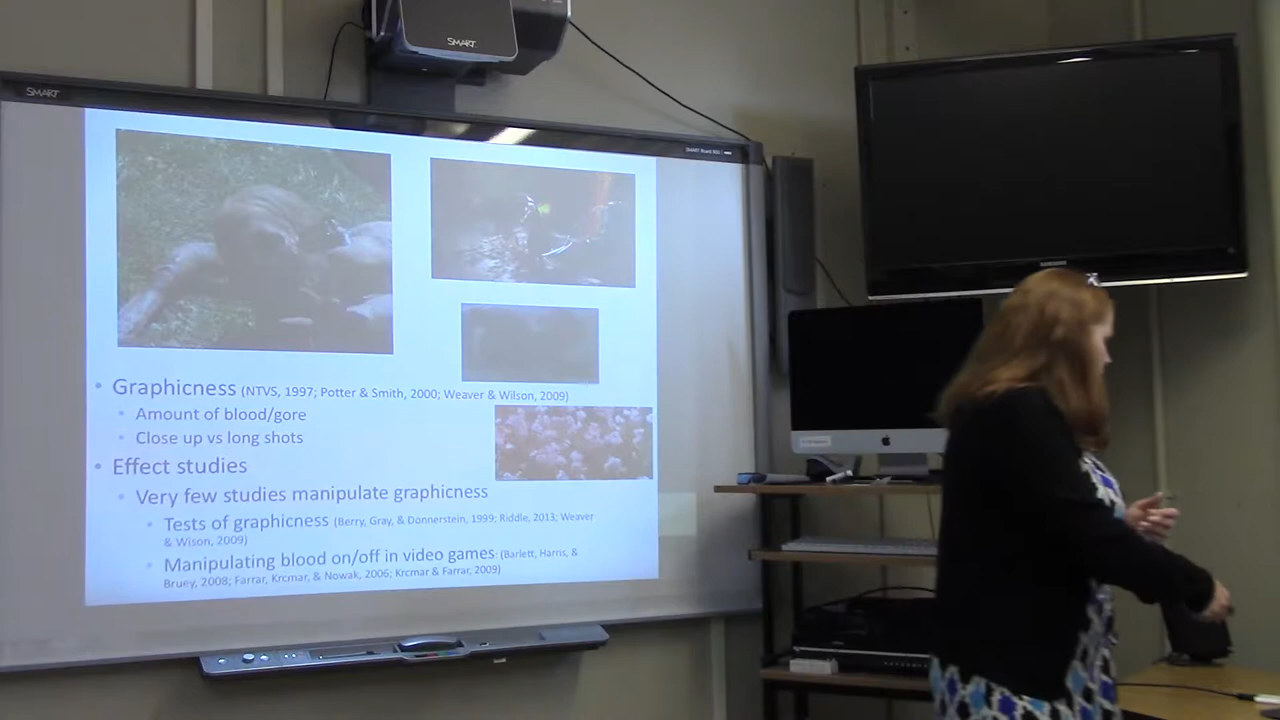 SMART
SMART
SMART Board
SAMSUNG
• Graphicness (NTVS, 1997; Potter & Smith, 2000; Weaver & Wilson, 2009)
• Amount of blood/gore
• Close up vs long shots
• Effect studies
• Very few studies manipulate graphicness
• Tests of graphicness (Berry, Gray, & Donnerstein, 1999; Riddle, 2013; Weaver
& Wison, 2009)
• Manipulating blood on/off in video games (Barlett, Harris, &
Bruey, 2008; Farrar, Krcmar, & Nowak, 2006; Krcmar & Farrar, 2009)